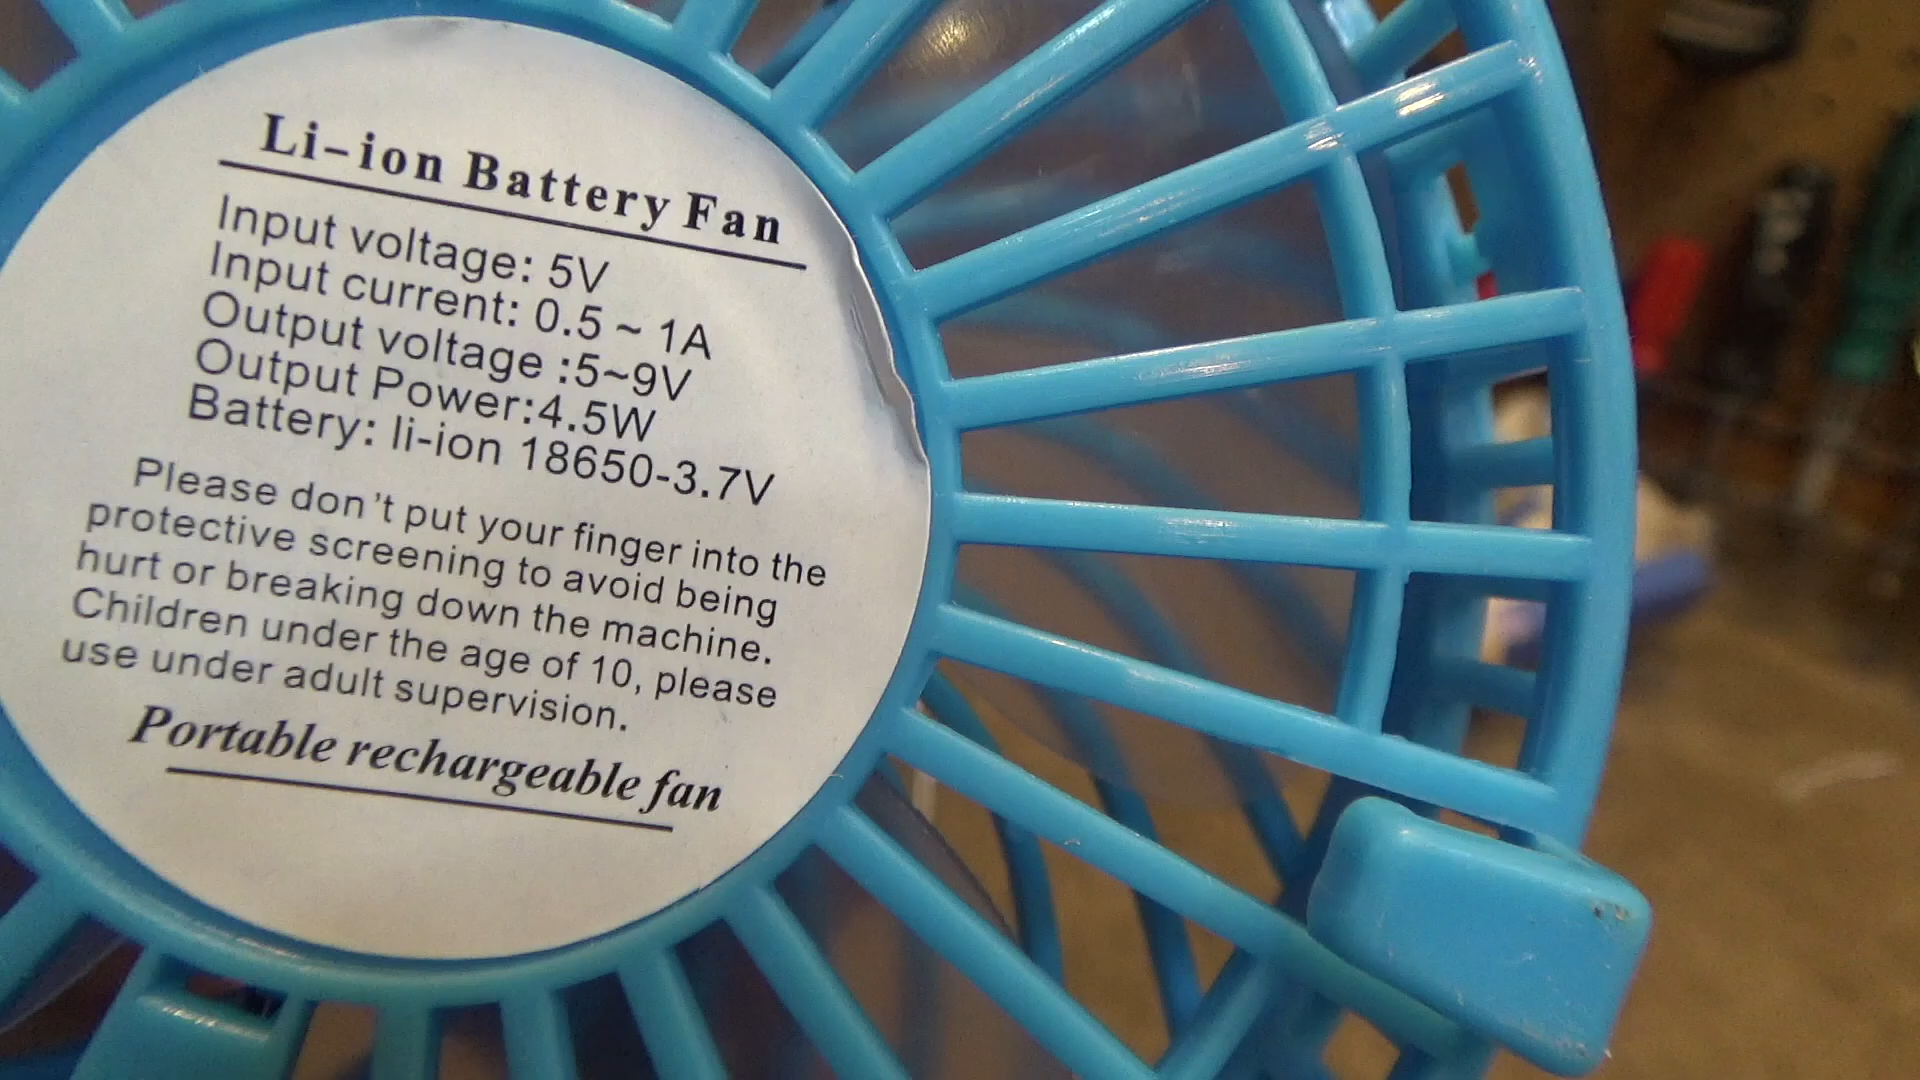 Li-ion Battery Fan
Input voltage: 5V
Input current: 0.5 ~ 1A
Output voltage :5~9V
Output Power:4.5W
Battery: li-ion 18650-3.7V
Please don't put your finger into the
protective screening to avoid being
hurt or breaking down the machine.
Children under the age of 10, please
use under adult supervision.
Portable rechargeable fan